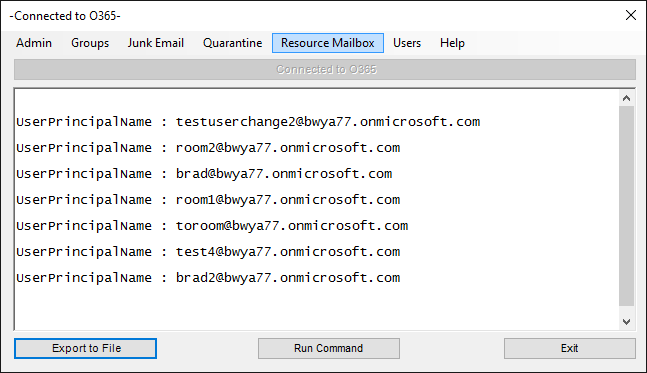 -Connected to O365-
Admin Groups Junk Email Quarantine Resource Mailbox Users Help
Connected to O365
UserPrincipalName : testuserchange2@bwya77.onmicrosoft.com
UserPrincipalName : room2@bwya77.onmicrosoft.com
UserPrincipalName : brad@bwya77.onmicrosoft.com
UserPrincipalName : room1@bwya77.onmicrosoft.com
UserPrincipalName : toroom@bwya77.onmicrosoft.com
UserPrincipalName : test4@bwya77.onmicrosoft.com
UserPrincipalName : brad2@bwya77.onmicrosoft.com
Export to File Run Command Exit